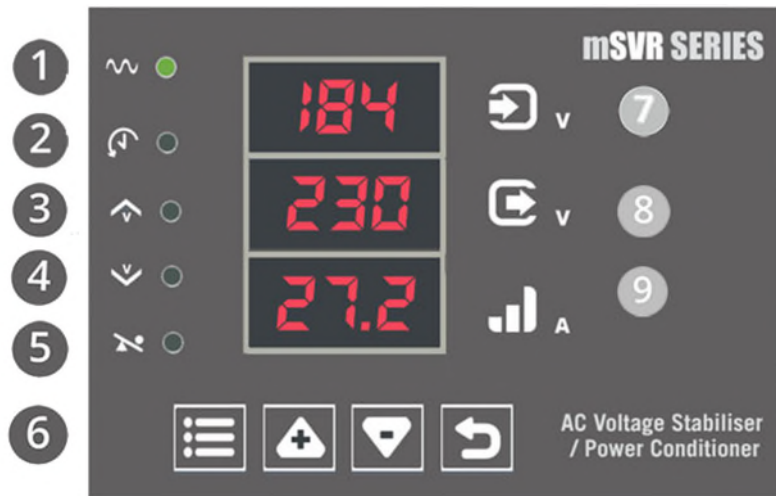 mSVR SERIES
1
184
V
7
2
3
V
230
V
8
4
V
27.2
A
9
5
6
+
-
AC Voltage Stabiliser
/ Power Conditioner